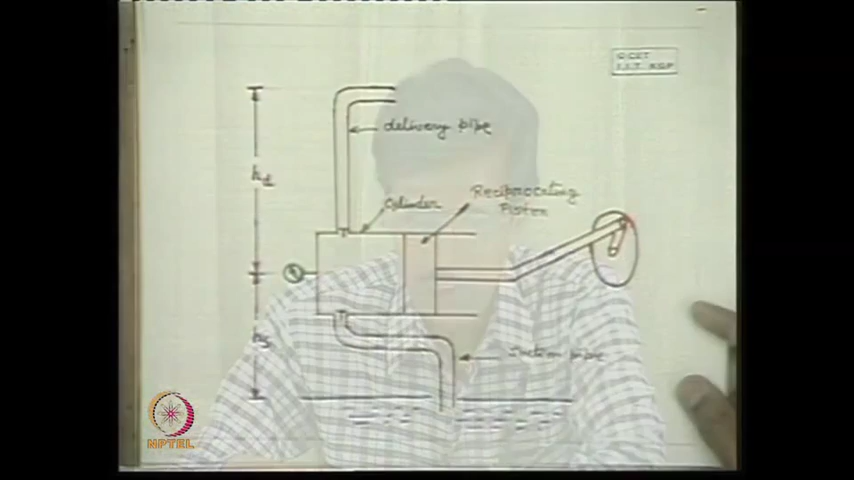 © CET
I.I.T. KGP
delivery pipe
hd
Cylinder
Reciprocating
Piston
hs
suction pipe
NPTEL